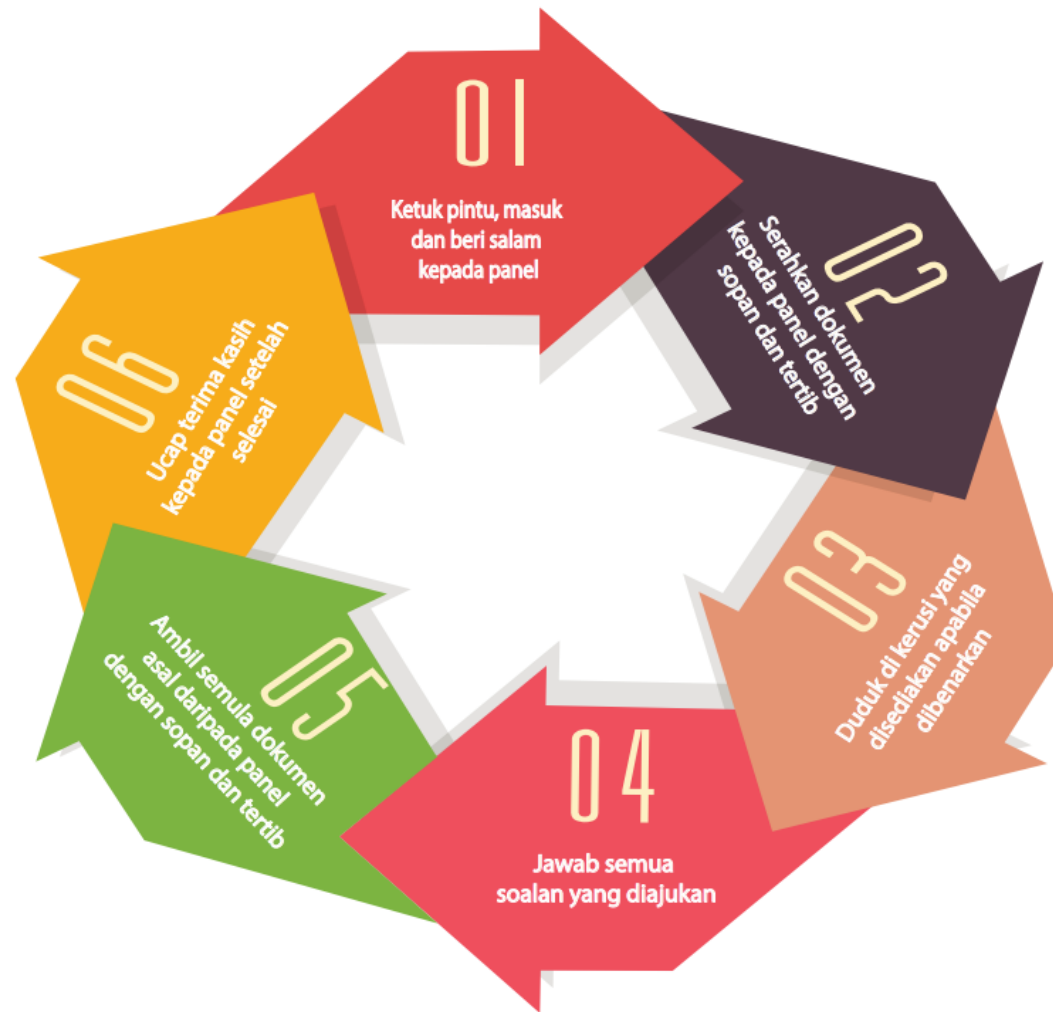 01
Ketuk pintu, masuk
dan beri salam
kepada panel
02
Serahkan dokumen
kepada panel dengan
sopan dan tertib
03
Duduk di kerusi yang
disediakan apabila
dibenarkan
04
Jawab semua
soalan yang diajukan
05
Ambil semula dokumen
asal daripada panel
dengan sopan dan tertib
06
Ucap terima kasih
kepada panel setelah
selesai